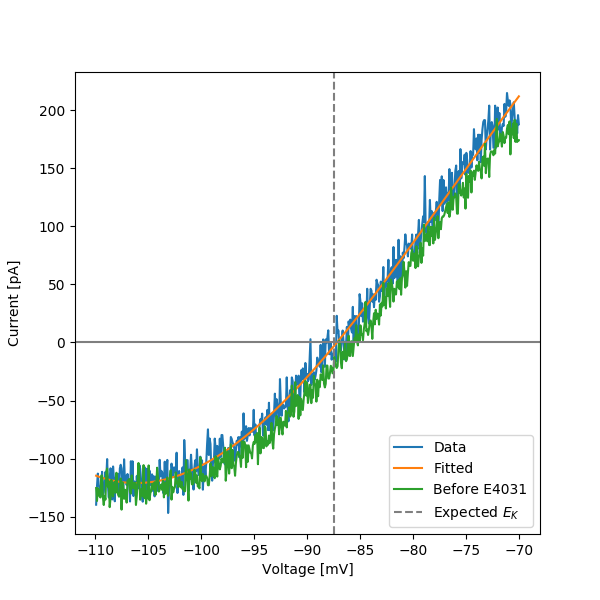 200
150
100
50
0
−50
−100
−150
Current [pA]
−110
−105
−100
−95
−90
−85
−80
−75
−70
Voltage [mV]
Data
Fitted
Before E4031
Expected E_K